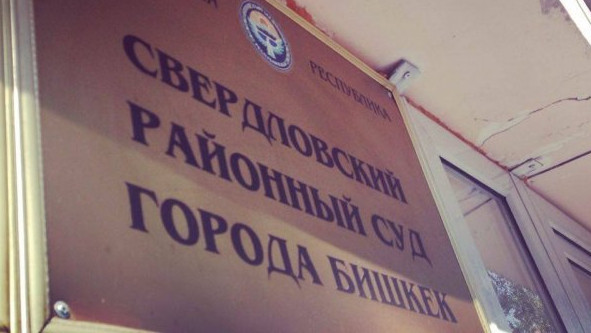 РЕСПУБЛИКА
СВЕРДЛОВСКИЙ
РАЙОННЫЙ СУД
ГОРОДА БИШКЕК